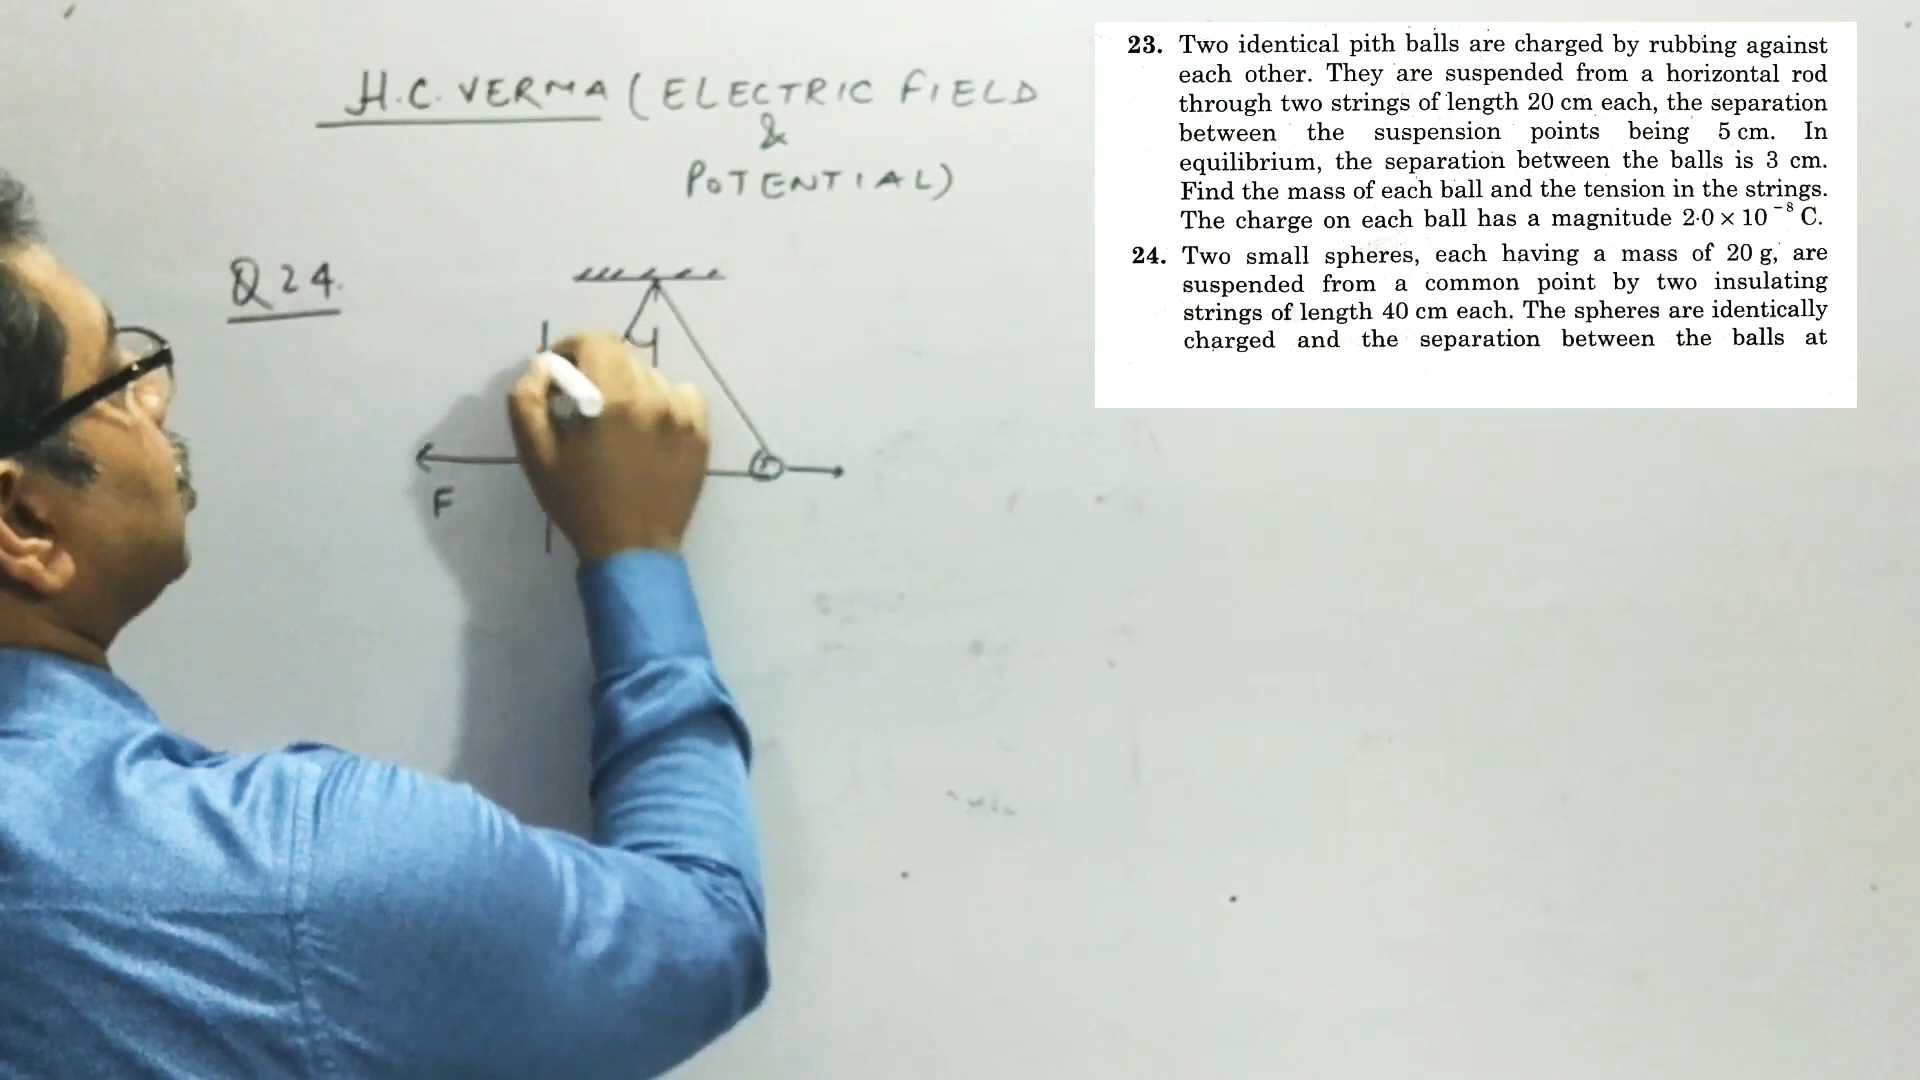 H.C. VERMA ( ELECTRIC FIELD
&
POTENTIAL)
Q 24.
F
23. Two identical pith balls are charged by rubbing against
each other. They are suspended from a horizontal rod
through two strings of length 20 cm each, the separation
between the suspension points being 5 cm. In
equilibrium, the separation between the balls is 3 cm.
Find the mass of each ball and the tension in the strings.
The charge on each ball has a magnitude 2·0 × 10⁻⁸ C.
24. Two small spheres, each having a mass of 20 g, are
suspended from a common point by two insulating
strings of length 40 cm each. The spheres are identically
charged and the separation between the balls at